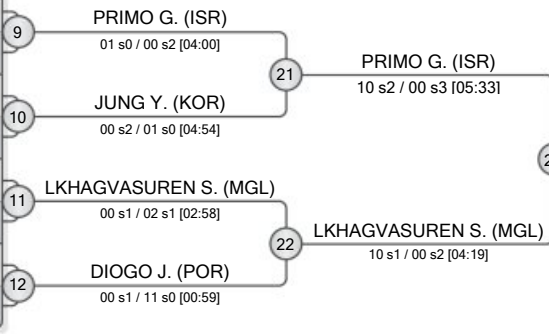 9
PRIMO G. (ISR)
01 s0 / 00 s2 [04:00]
21
PRIMO G. (ISR)
10 s2 / 00 s3 [05:33]
10
JUNG Y. (KOR)
00 s2 / 01 s0 [04:54]
11
LKHAGVASUREN S. (MGL)
00 s1 / 02 s1 [02:58]
22
LKHAGVASUREN S. (MGL)
10 s1 / 00 s2 [04:19]
12
DIOGO J. (POR)
00 s1 / 11 s0 [00:59]